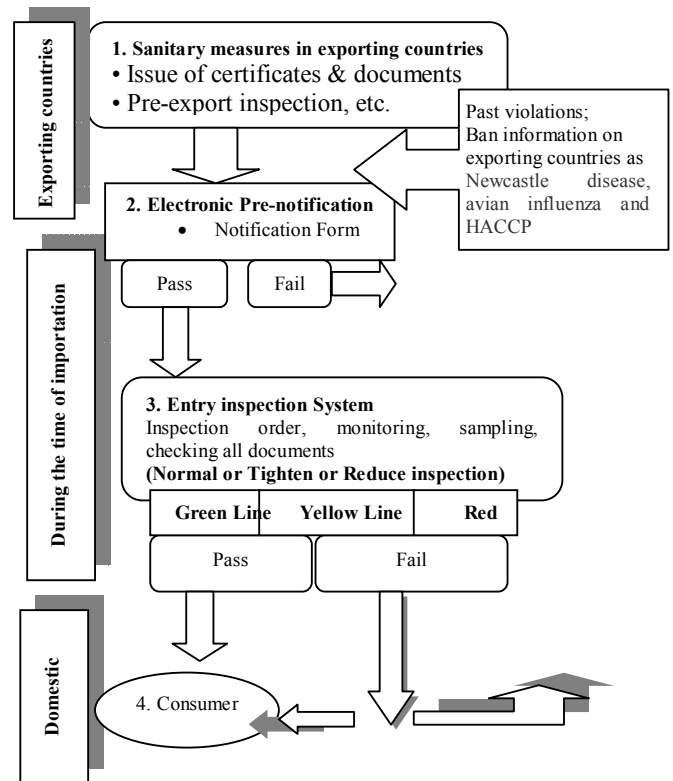 Exporting countries
1. Sanitary measures in exporting countries
• Issue of certificates & documents
• Pre-export inspection, etc.
Past violations;
Ban information on
exporting countries as
Newcastle disease,
avian influenza and
HACCP
2. Electronic Pre-notification
• Notification Form
Pass
Fail
During the time of importation
3. Entry inspection System
Inspection order, monitoring, sampling,
checking all documents
(Normal or Tighten or Reduce inspection)
Green Line
Yellow Line
Red
Pass
Fail
Domestic
4. Consumer